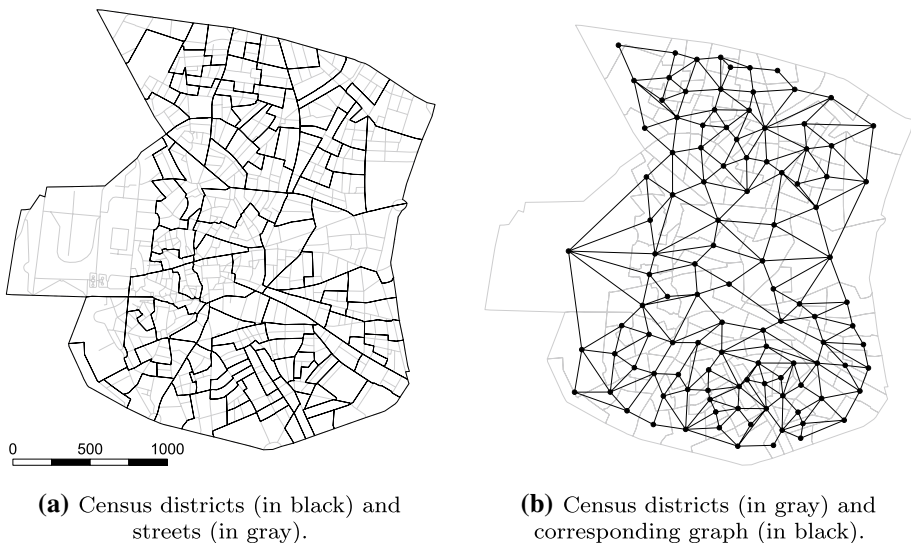 0 500 1000
(a) Census districts (in black) and
streets (in gray).
(b) Census districts (in gray) and
corresponding graph (in black).